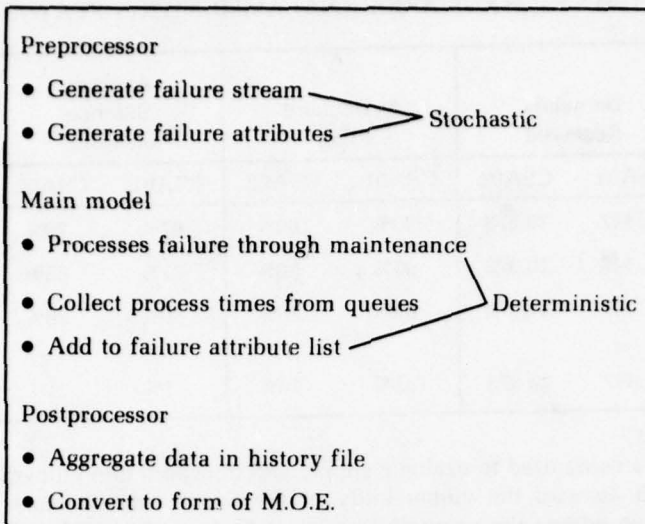 Preprocessor
• Generate failure stream
• Generate failure attributes
Stochastic
Main model
• Processes failure through maintenance
• Collect process times from queues
Deterministic
• Add to failure attribute list
Postprocessor
• Aggregate data in history file
• Convert to form of M.O.E.